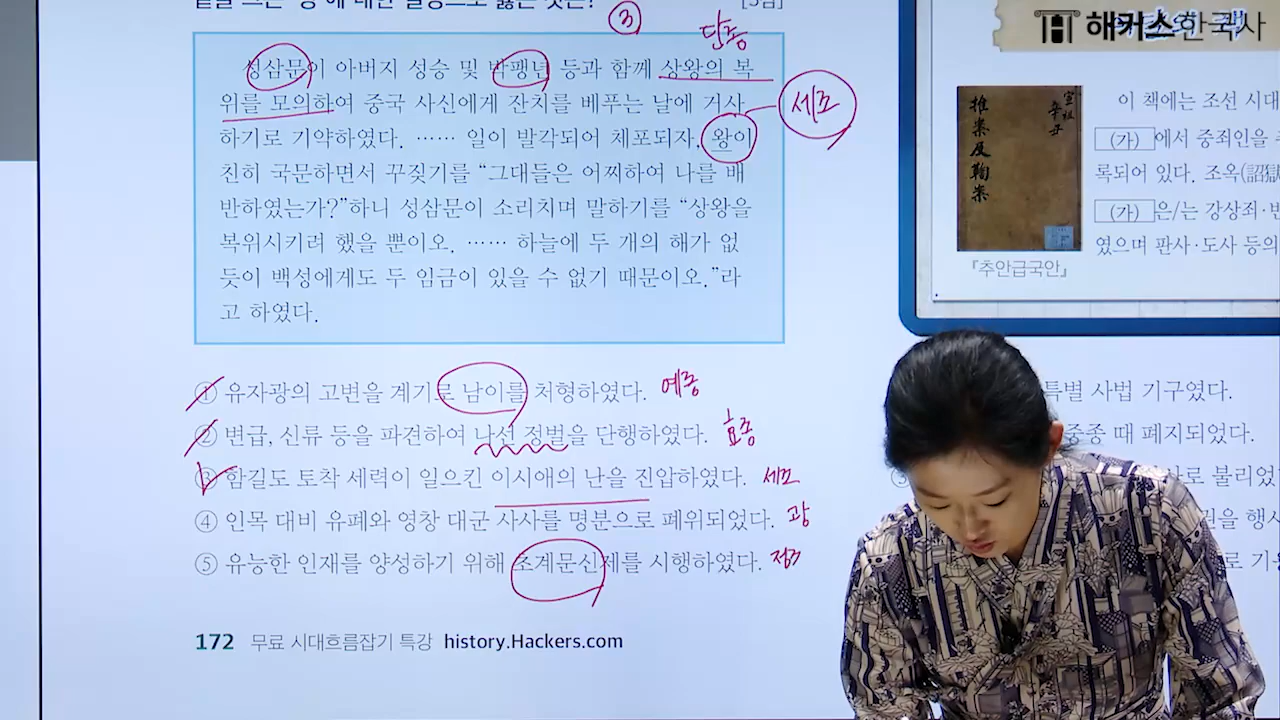 해커스한국사
[3점]
③
단종
성삼문이 아버지 성승 및 박팽년 등과 함께 상왕의 복
위를 모의하여 중국 사신에게 잔치를 베푸는 날에 거사
세조
하기로 기약하였다. …… 일이 발각되어 체포되자, 왕이
친히 국문하면서 꾸짖기를 “그대들은 어찌하여 나를 배
반하였는가?”하니 성삼문이 소리치며 말하기를 “상왕을
복위시키려 했을 뿐이오. …… 하늘에 두 개의 해가 없
듯이 백성에게도 두 임금이 있을 수 없기 때문이오.”라
고 하였다.
① 유자광의 고변을 계기로 남이를 처형하였다. 예종
② 변급, 신류 등을 파견하여 나선 정벌을 단행하였다. 효종
③ 함길도 토착 세력이 일으킨 이시애의 난을 진압하였다. 세조
④ 인목 대비 유폐와 영창 대군 사사를 명분으로 폐위되었다. 광
⑤ 유능한 인재를 양성하기 위해 초계문신제를 시행하였다. 정조
172 무료 시대흐름잡기 특강 history.Hackers.com
推案及鞫案
『추안급국안』
이 책에는 조선 시대
(가)에서 중죄인을
록되어 있다. 조옥(詔獄
(가)은/는 강상죄·반
였으며 판사·도사 등의
특별 사법 기구였다.
중종 때 폐지되었다.
로 불리었